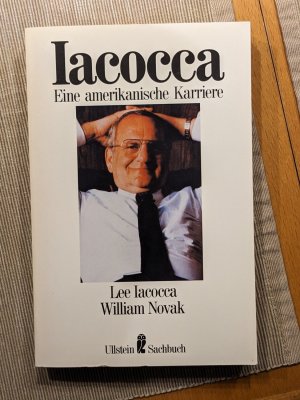 Iacocca
Eine amerikanische Karriere
Lee Iacocca
William Novak
Ullstein Sachbuch